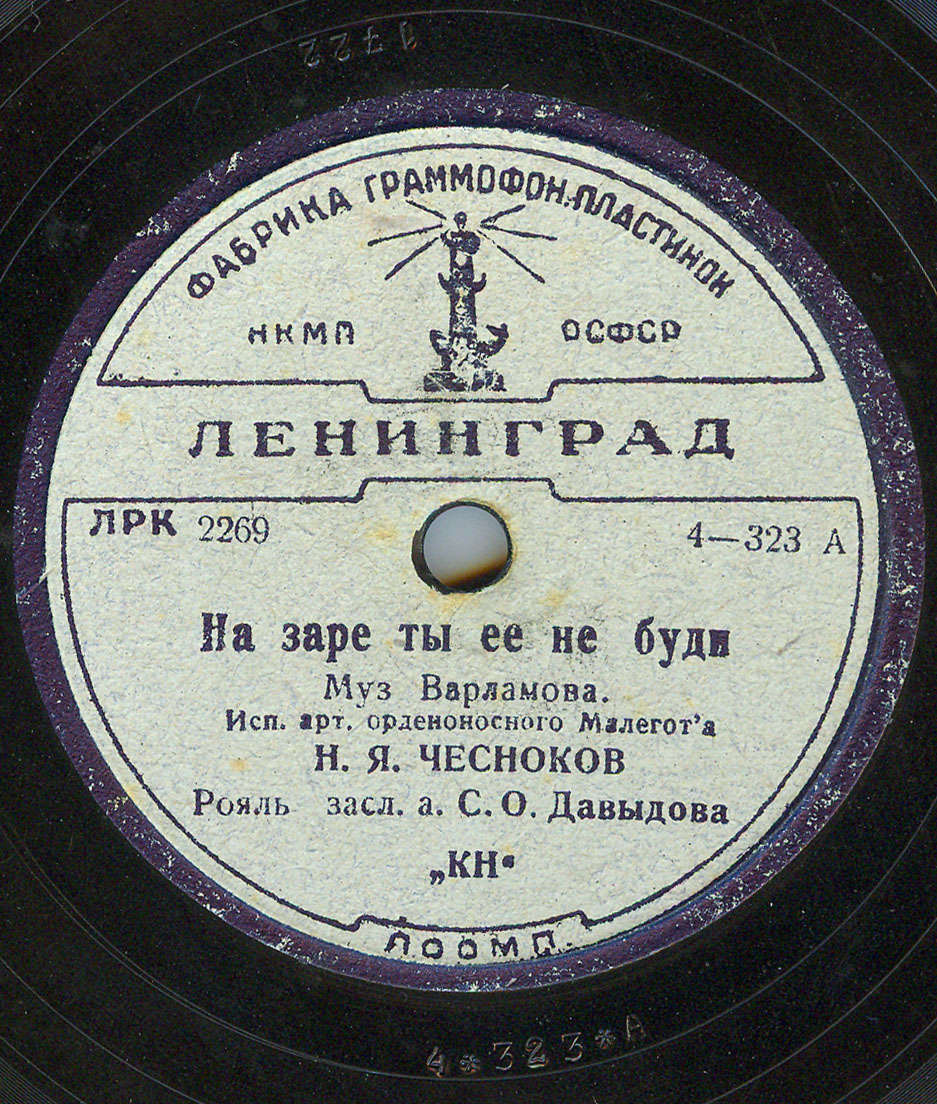 1722
ФАБРИКА ГРАММОФОН.ПЛАСТИНОК
НКМП РСФСР
ЛЕНИНГРАД
ЛРК 2269 4—323 А
На заре ты ее не буди
Муз Варламова.
Исп. арт. орденоносного Малегот'а
Н. Я. ЧЕСНОКОВ
Рояль засл. а. С. О. Давыдова
„КН“
ЛООМП
4*323*А